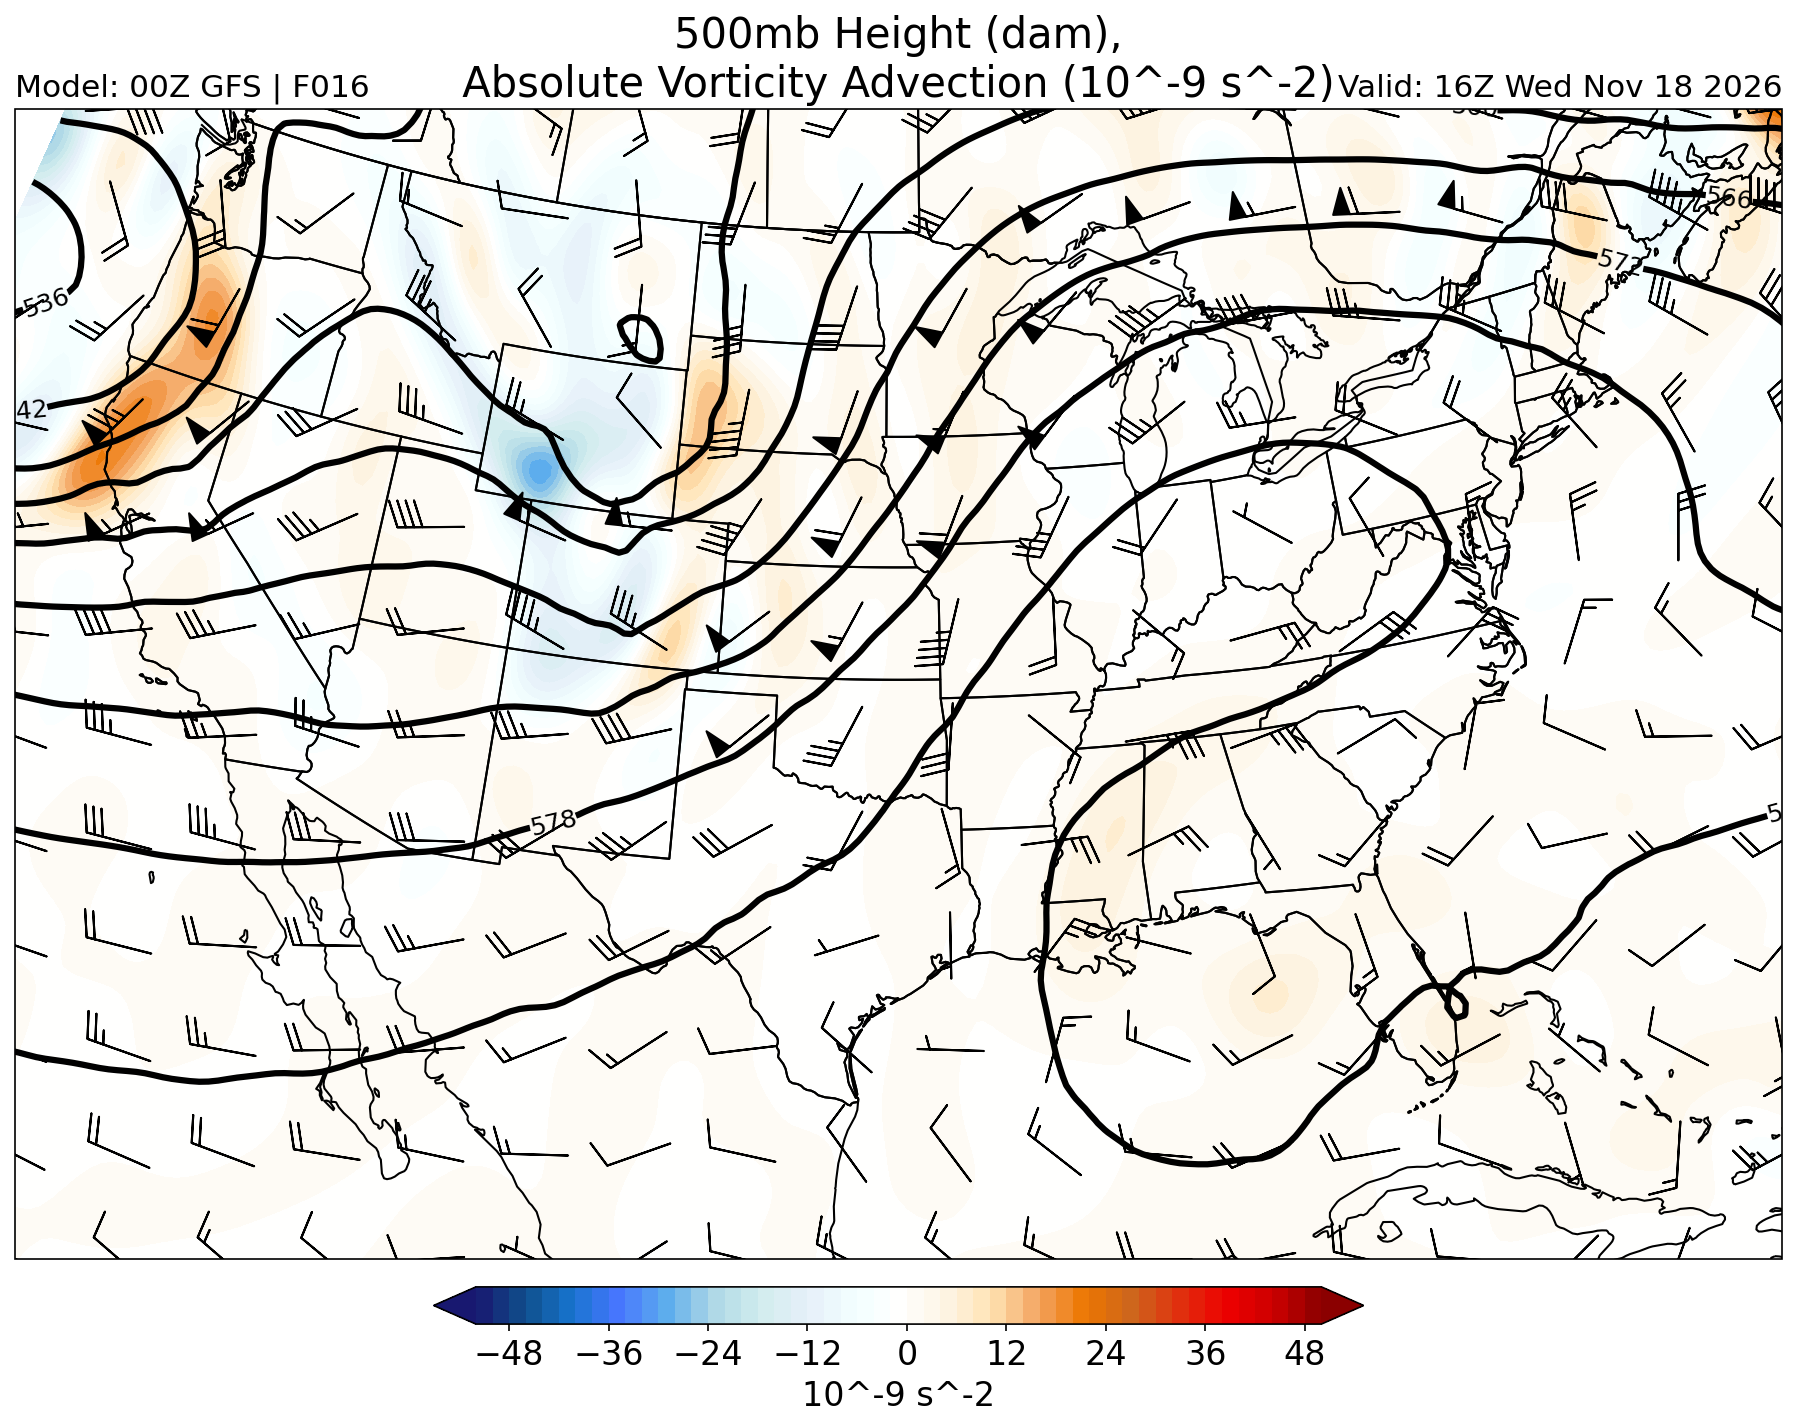 500mb Height (dam),
Model: 00Z GFS | F016
Absolute Vorticity Advection (10^-9 s^-2)
Valid: 16Z Wed Nov 18 2026
566
572
536
42
578
5
−48 −36 −24 −12 0 12 24 36 48
10^-9 s^-2